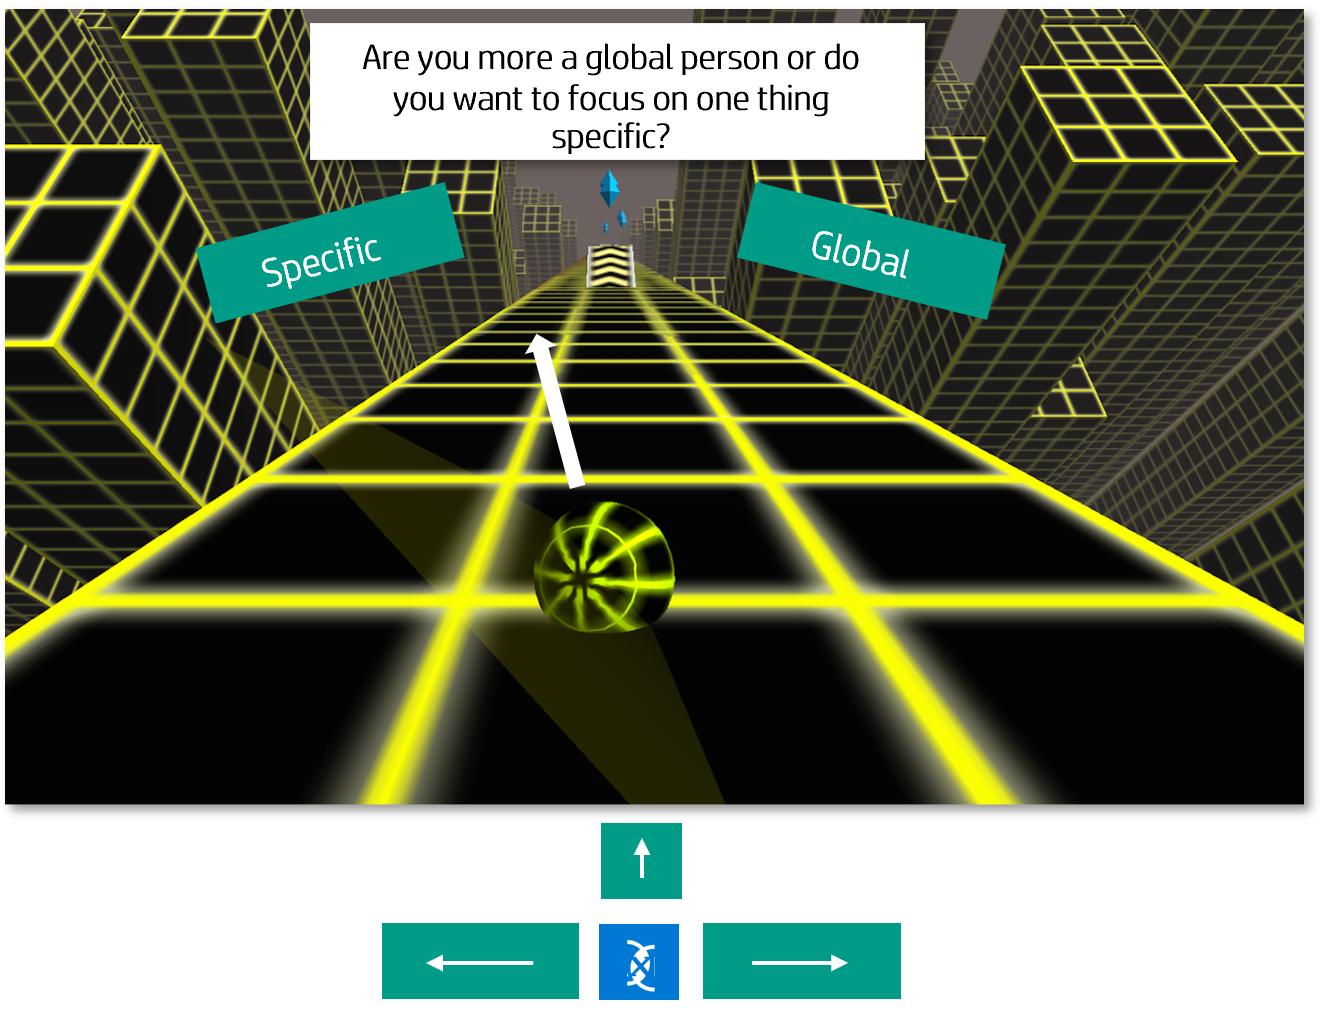 Are you more a global person or do
you want to focus on one thing
specific?
Specific
Global